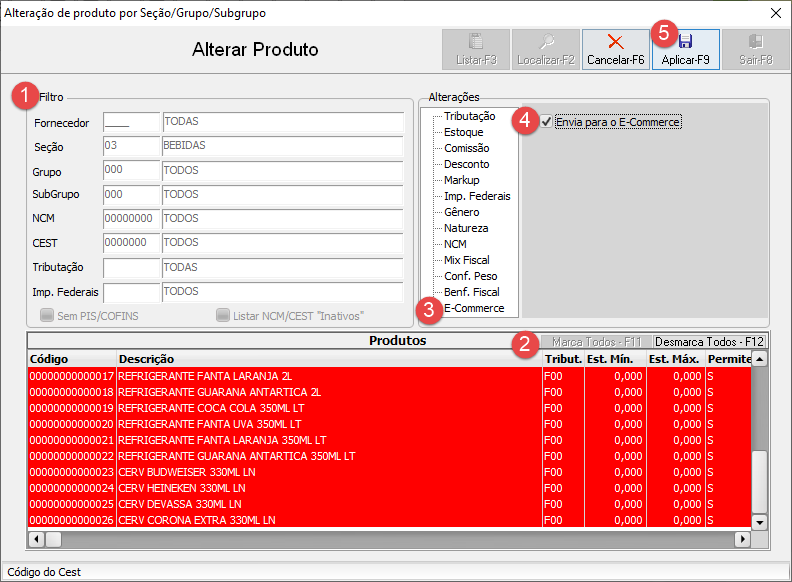 Alteração de produto por Seção/Grupo/Subgrupo
Alterar Produto
Listar-F3
Localizar-F2
Cancelar-F6
5
Aplicar-F9
Sair-F8
1
Filtro
Fornecedor ____ TODAS
Seção 03 BEBIDAS
Grupo 000 TODOS
SubGrupo 000 TODOS
NCM 00000000 TODOS
CEST 0000000 TODOS
Tributação TODAS
Imp. Federais TODOS
Sem PIS/COFINS
Listar NCM/CEST "Inativos"
Alterações
Tributação
Estoque
Comissão
Desconto
Markup
Imp. Federais
Gênero
Natureza
NCM
Mix Fiscal
Conf. Peso
Benf. Fiscal
3
E-Commerce
4
Envia para o E-Commerce
Produtos
2
Marca Todos - F11
Desmarca Todos - F12
Código Descrição Tribut. Est. Mín. Est. Máx. Permite
00000000000017 REFRIGERANTE FANTA LARANJA 2L F00 0,000 0,000 S
00000000000018 REFRIGERANTE GUARANA ANTARTICA 2L F00 0,000 0,000 S
00000000000019 REFRIGERANTE COCA COLA 350ML LT F00 0,000 0,000 S
00000000000020 REFRIGERANTE FANTA UVA 350ML LT F00 0,000 0,000 S
00000000000021 REFRIGERANTE FANTA LARANJA 350ML LT F00 0,000 0,000 S
00000000000022 REFRIGERANTE GUARANA ANTARTICA 350ML LT F00 0,000 0,000 S
00000000000023 CERV BUDWEISER 330ML LN F00 0,000 0,000 S
00000000000024 CERV HEINEKEN 330ML LN F00 0,000 0,000 S
00000000000025 CERV DEVASSA 330ML LN F00 0,000 0,000 S
00000000000026 CERV CORONA EXTRA 330ML LN F00 0,000 0,000 S
Código do Cest